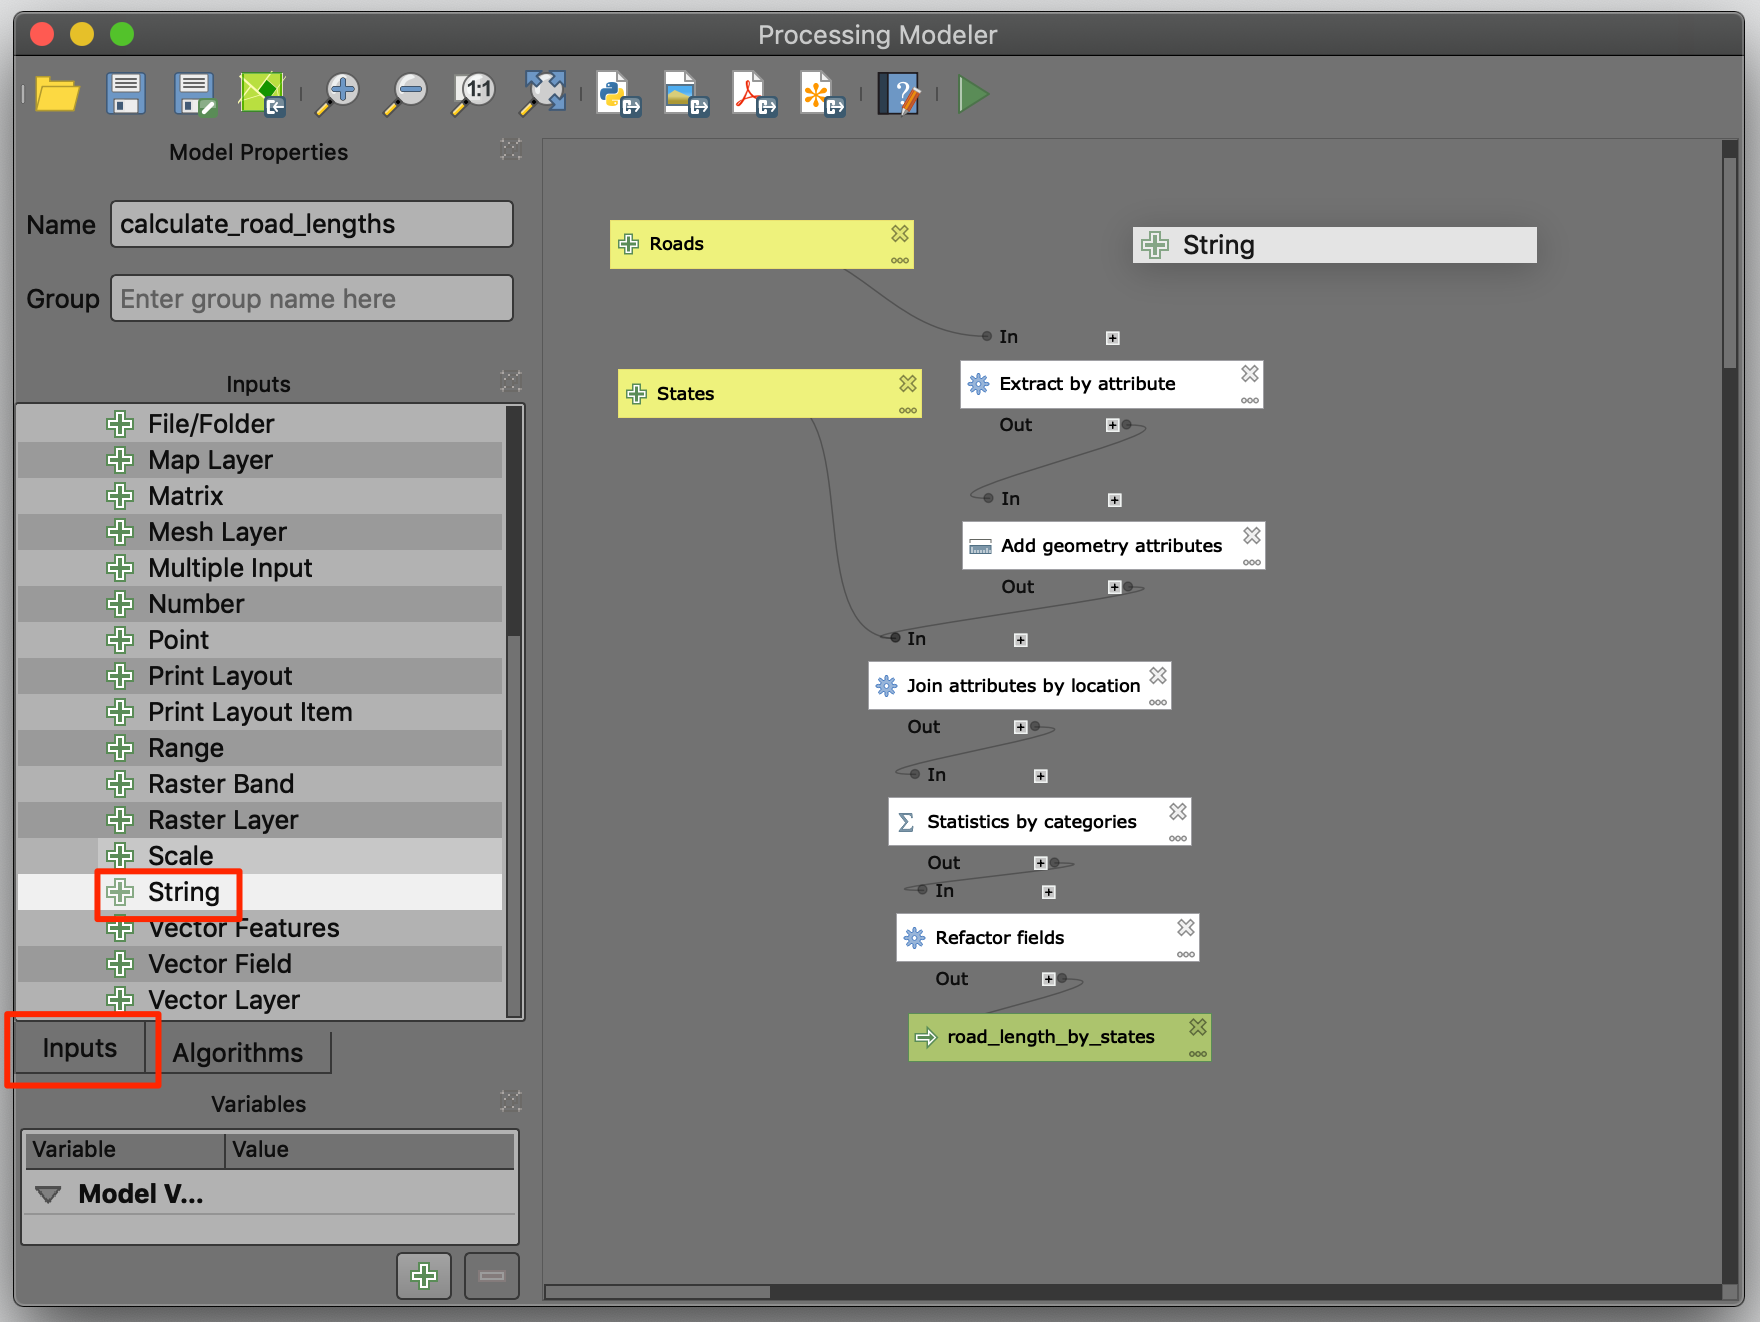 Processing Modeler
1:1
Model Properties
Name
calculate_road_lengths
Group
Enter group name here
Inputs
File/Folder
Map Layer
Matrix
Mesh Layer
Multiple Input
Number
Point
Print Layout
Print Layout Item
Range
Raster Band
Raster Layer
Scale
String
Vector Features
Vector Field
Vector Layer
Inputs
Algorithms
Variables
Variable
Value
Model V...
Roads
String
States
In
Extract by attribute
Out
In
Add geometry attributes
Out
In
Join attributes by location
Out
In
Σ
Statistics by categories
Out
In
Refactor fields
Out
road_length_by_states